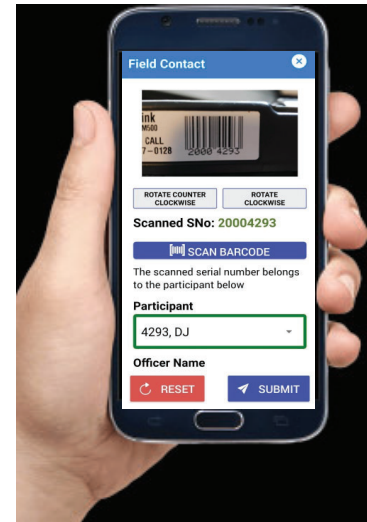 Field Contact
ink
M500
CALL
7-0128 2000 4293
ROTATE COUNTER CLOCKWISE
ROTATE CLOCKWISE
Scanned SNo: 20004293
SCAN BARCODE
The scanned serial number belongs
to the participant below
Participant
4293, DJ
Officer Name
RESET
SUBMIT